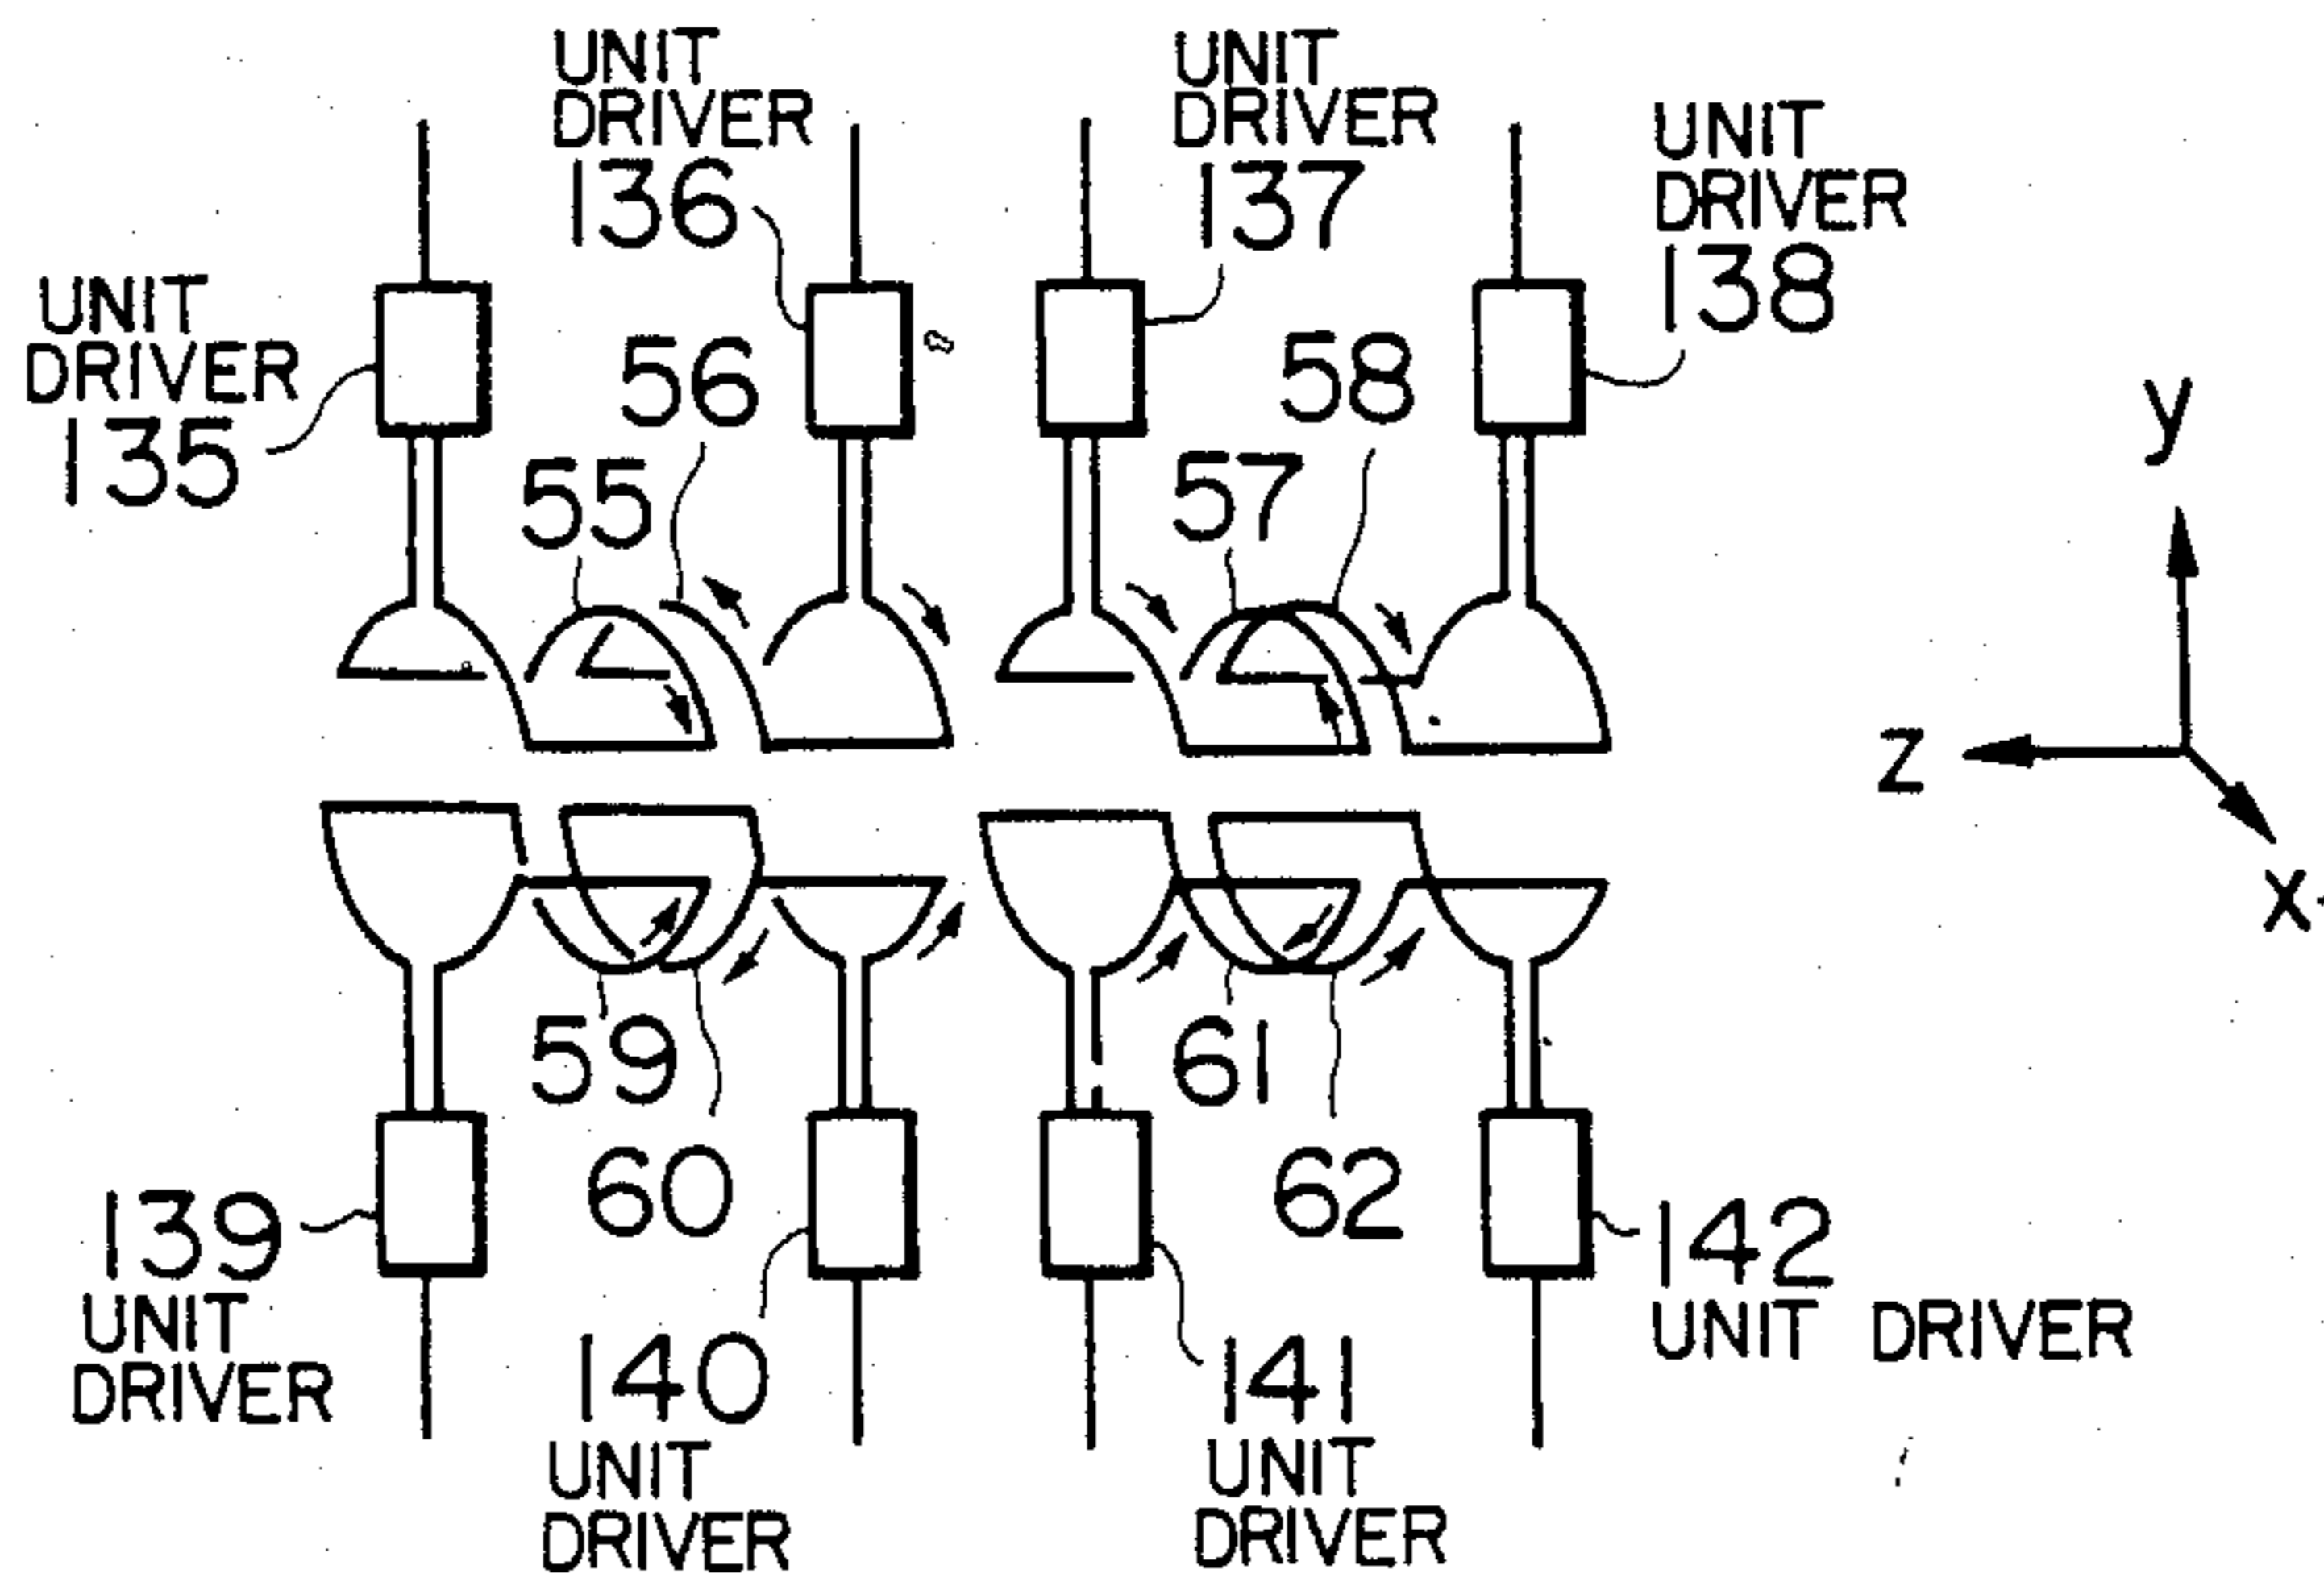 UNIT
DRIVER
136
UNIT
DRIVER
137
UNIT
DRIVER
138
UNIT
DRIVER
135
56
58
55
57
y
z
x
59
61
60
62
139
UNIT
DRIVER
142
UNIT DRIVER
140
UNIT
DRIVER
141
UNIT
DRIVER